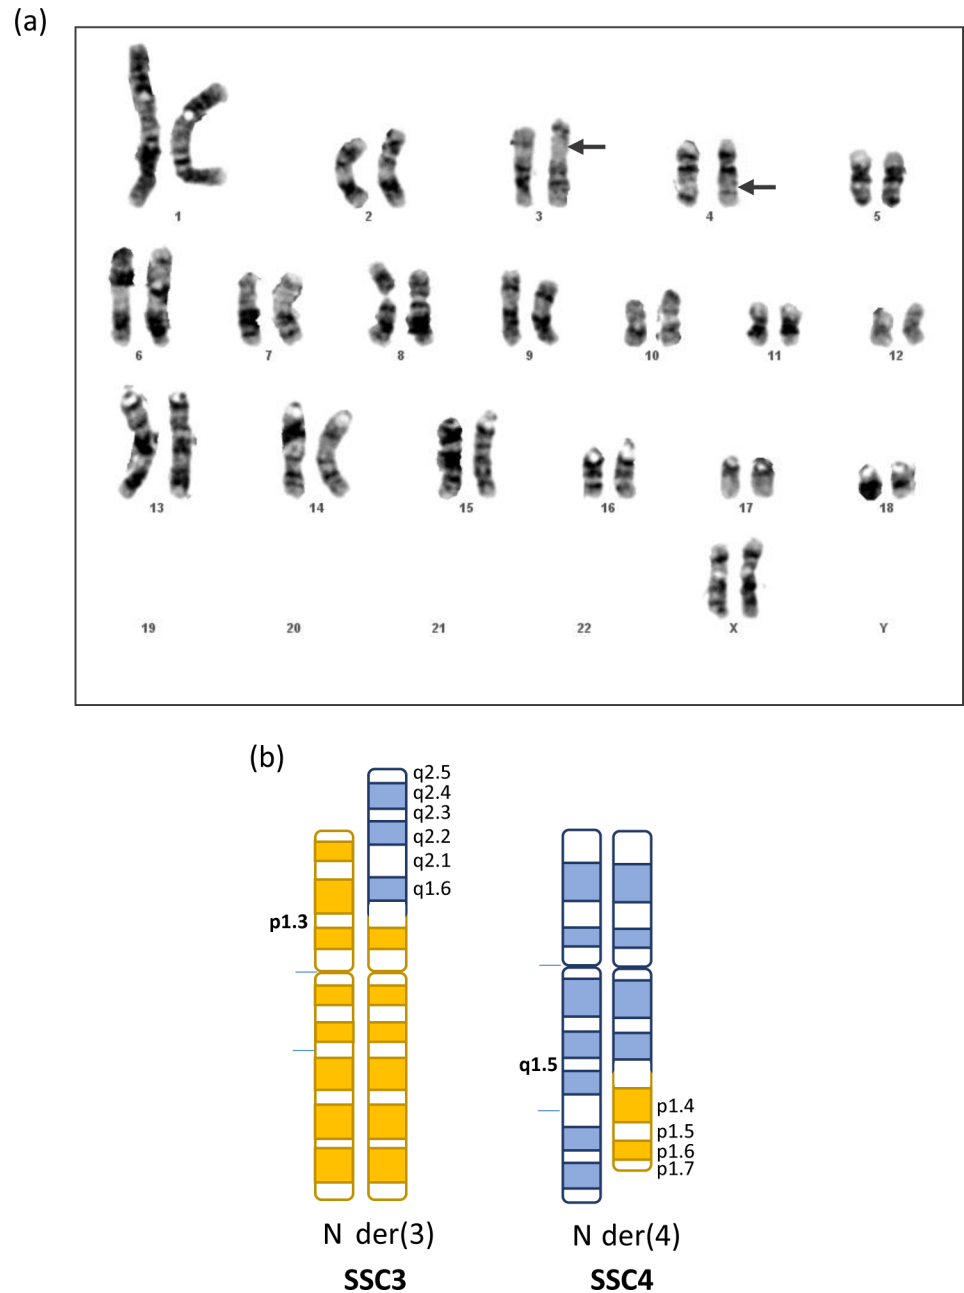 (a)
1 2 3 4 5
6 7 8 9 10 11 12
13 14 15 16 17 18
19 20 21 22 X Y
(b)
q2.5
q2.4
q2.3
q2.2
q2.1
q1.6
p1.3
q1.5
p1.4
p1.5
p1.6
p1.7
N der(3) N der(4)
SSC3 SSC4